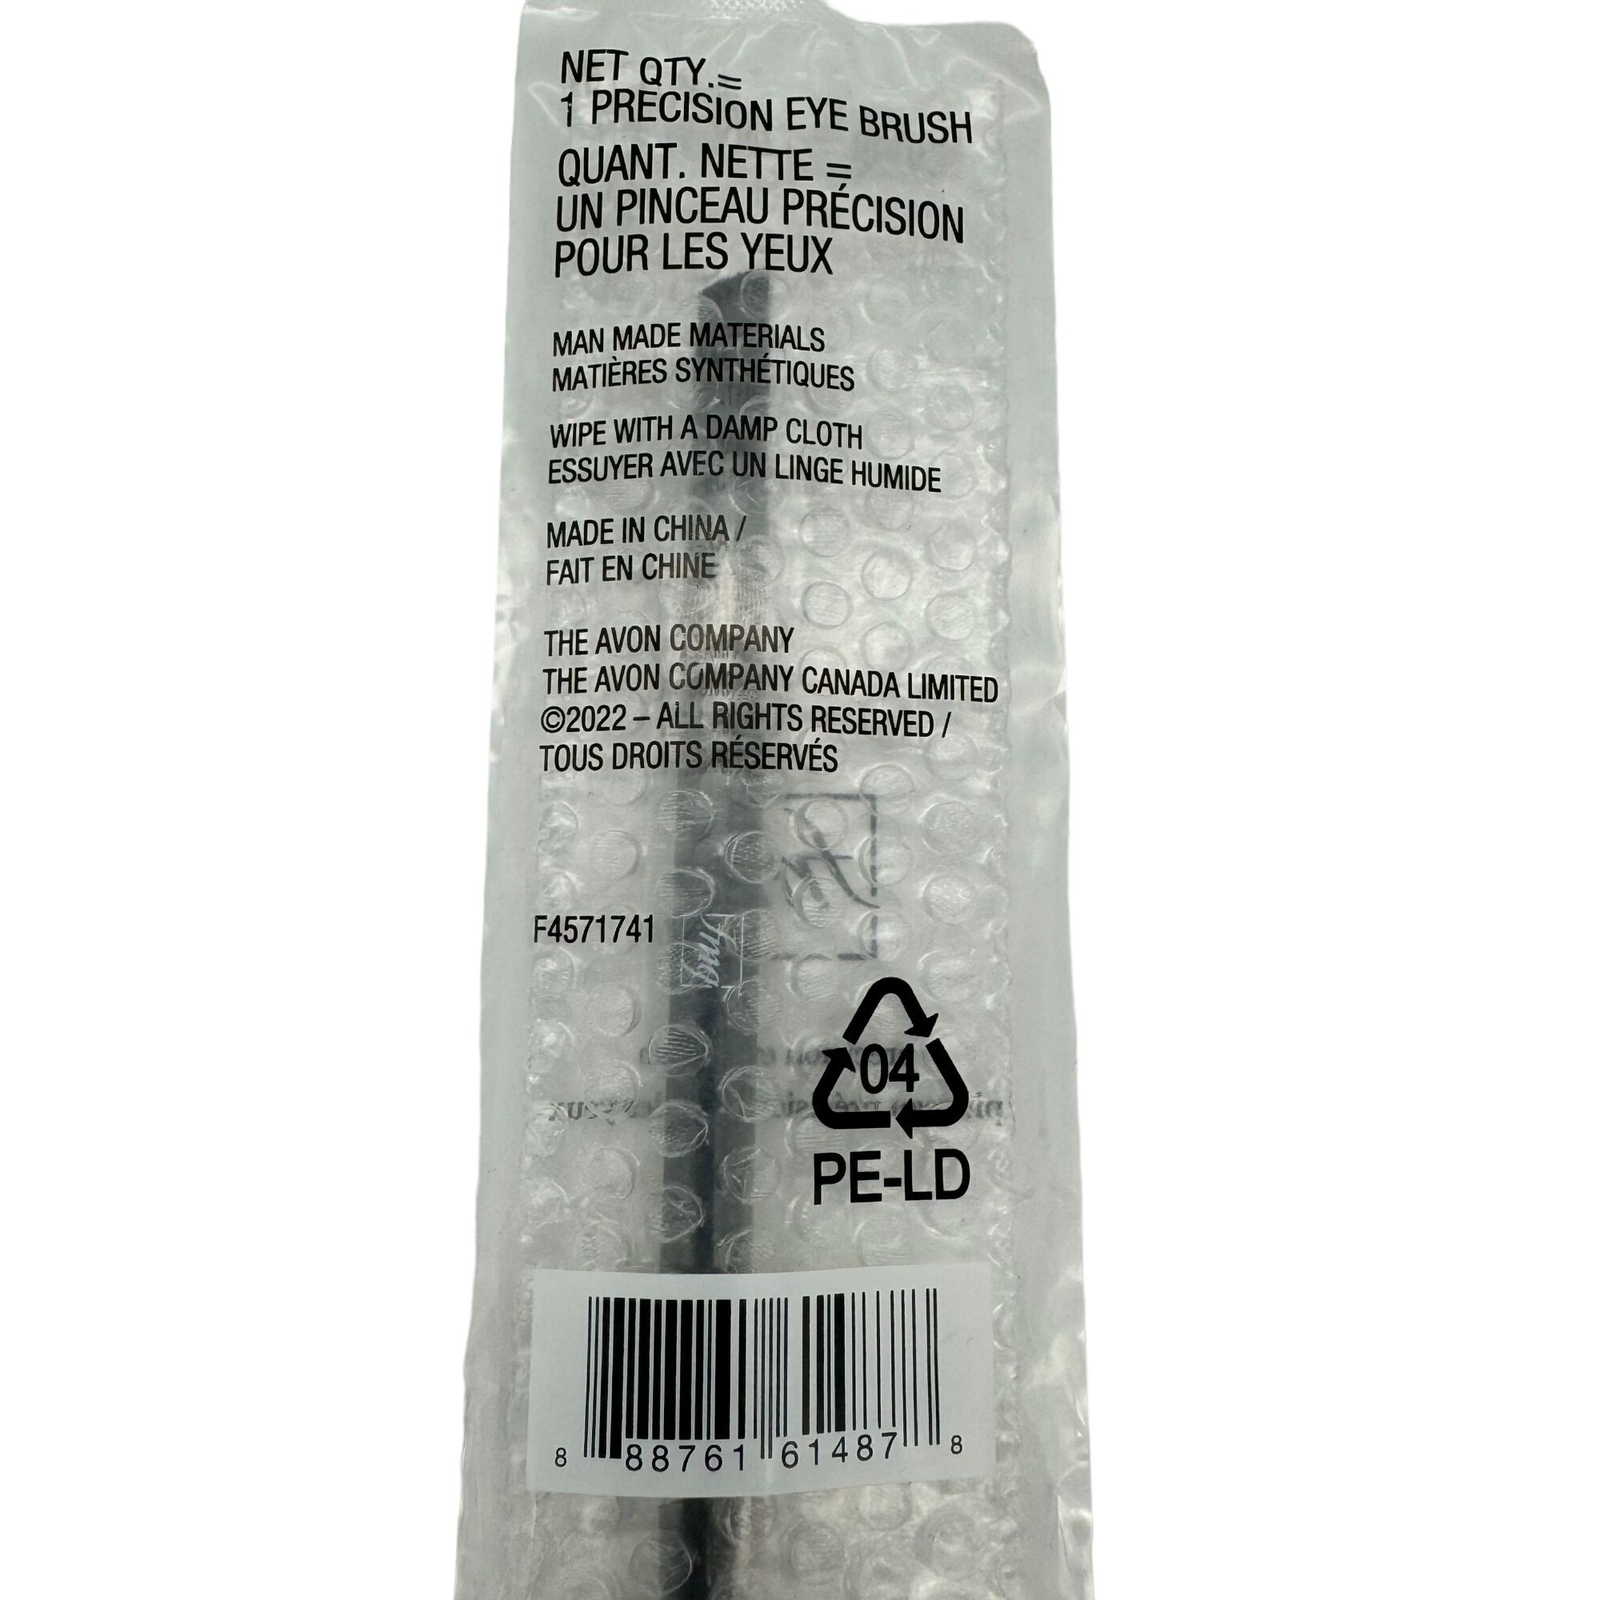 NET QTY.=
1 PRECISION EYE BRUSH
QUANT. NETTE =
UN PINCEAU PRÉCISION
POUR LES YEUX
MAN MADE MATERIALS
MATIÈRES SYNTHÉTIQUES
WIPE WITH A DAMP CLOTH
ESSUYER AVEC UN LINGE HUMIDE
MADE IN CHINA /
FAIT EN CHINE
THE AVON COMPANY
THE AVON COMPANY CANADA LIMITED
©2022 – ALL RIGHTS RESERVED /
TOUS DROITS RÉSERVÉS
F4571741
fmg
04
PE-LD
8 88761 61487 8